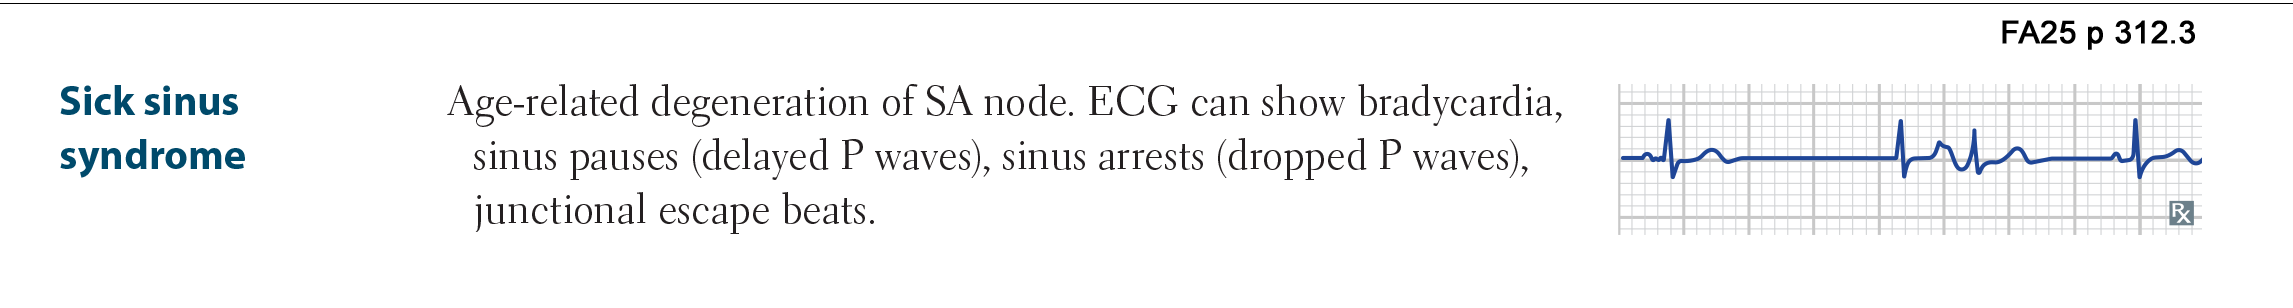 FA25 p 312.3
Sick sinus
syndrome
Age-related degeneration of SA node. ECG can show bradycardia,
sinus pauses (delayed P waves), sinus arrests (dropped P waves),
junctional escape beats.
Rx